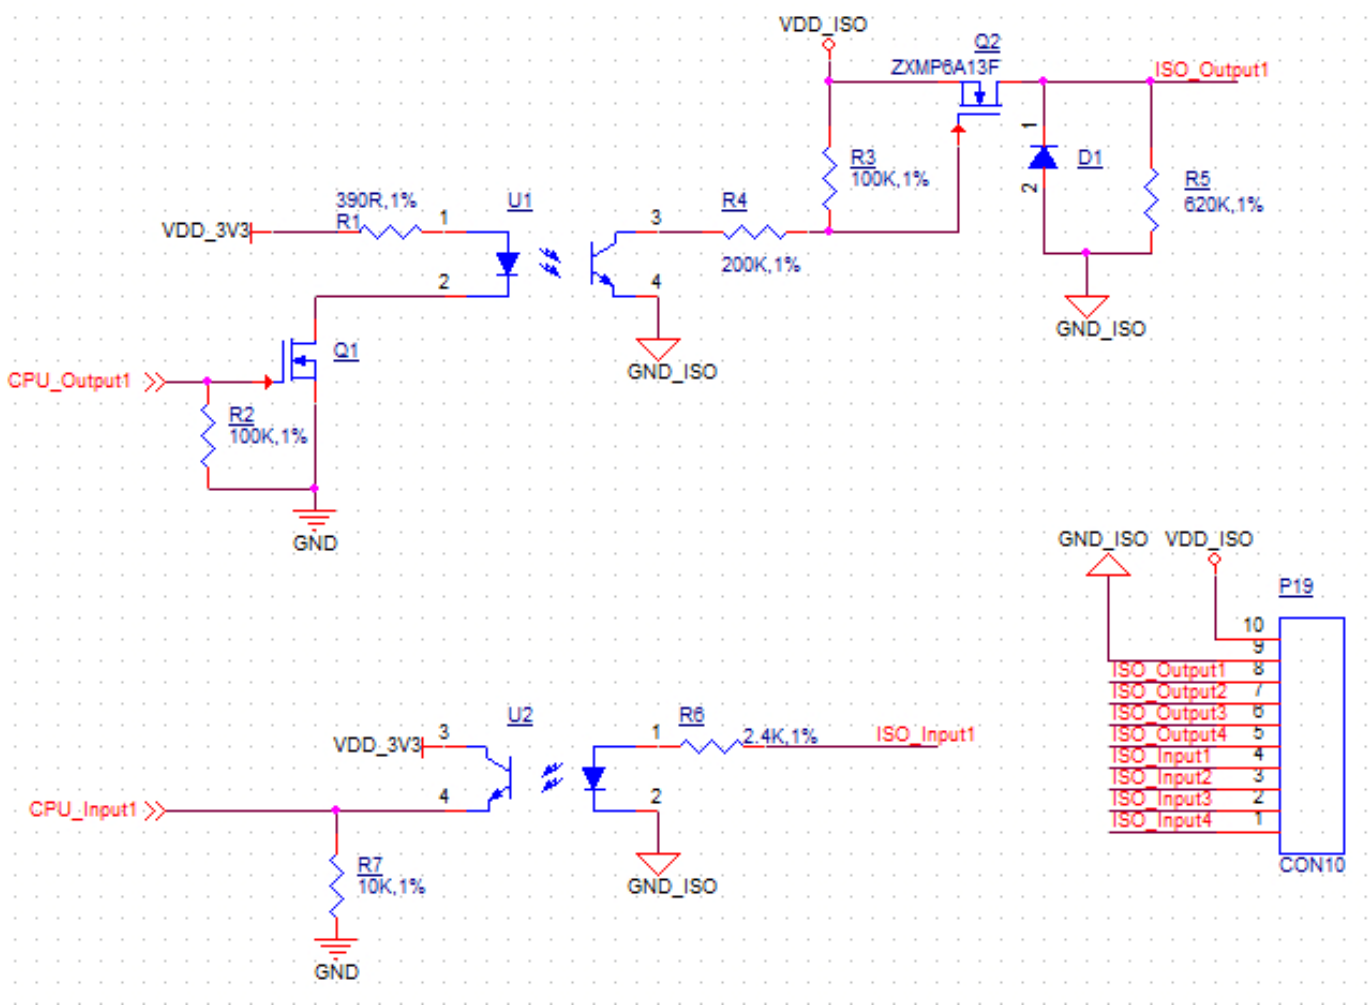 VDD_ISO
Q2
ZXMP6A13F
ISO_Output1
1
D1
2
R3
100K,1%
R5
620K,1%
390R,1%
R1
VDD_3V3
1
U1
3
R4
200K,1%
2
4
GND_ISO
GND_ISO
Q1
CPU_Output1
R2
100K,1%
GND
GND_ISO
VDD_ISO
P19
10
9
ISO_Output1 8
ISO_Output2 7
ISO_Output3 6
ISO_Output4 5
ISO_Input1 4
ISO_Input2 3
ISO_Input3 2
ISO_Input4 1
CON10
U2
VDD_3V3
3
1
R6
2.4K,1%
ISO_Input1
CPU_Input1
4
2
R7
10K,1%
GND_ISO
GND